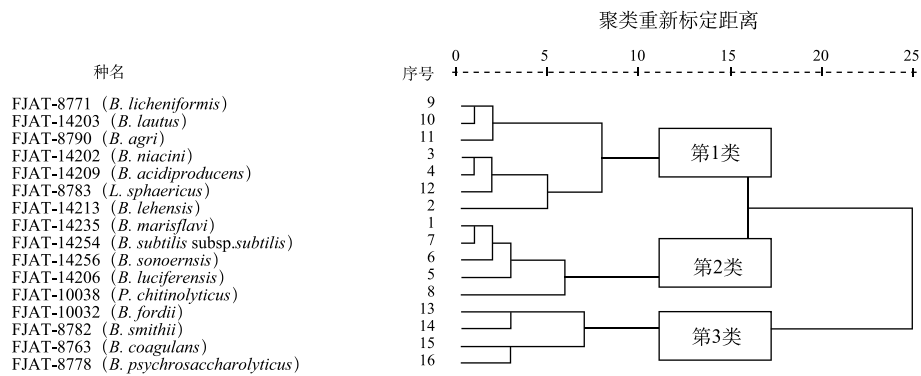 聚类重新标定距离
种名 序号 0 5 10 15 20 25
FJAT-8771（B. licheniformis） 9
FJAT-14203（B. lautus） 10
FJAT-8790（B. agri） 11
FJAT-14202（B. niacini） 3
FJAT-14209（B. acidiproducens） 4
FJAT-8783（L. sphaericus） 12
FJAT-14213（B. lehensis） 2
FJAT-14235（B. marisflavi） 1
FJAT-14254（B. subtilis subsp.subtilis） 7
FJAT-14256（B. sonoernsis） 6
FJAT-14206（B. luciferensis） 5
FJAT-10038（P. chitinolyticus） 8
FJAT-10032（B. fordii） 13
FJAT-8782（B. smithii） 14
FJAT-8763（B. coagulans） 15
FJAT-8778（B. psychrosaccharolyticus） 16
第1类
第2类
第3类